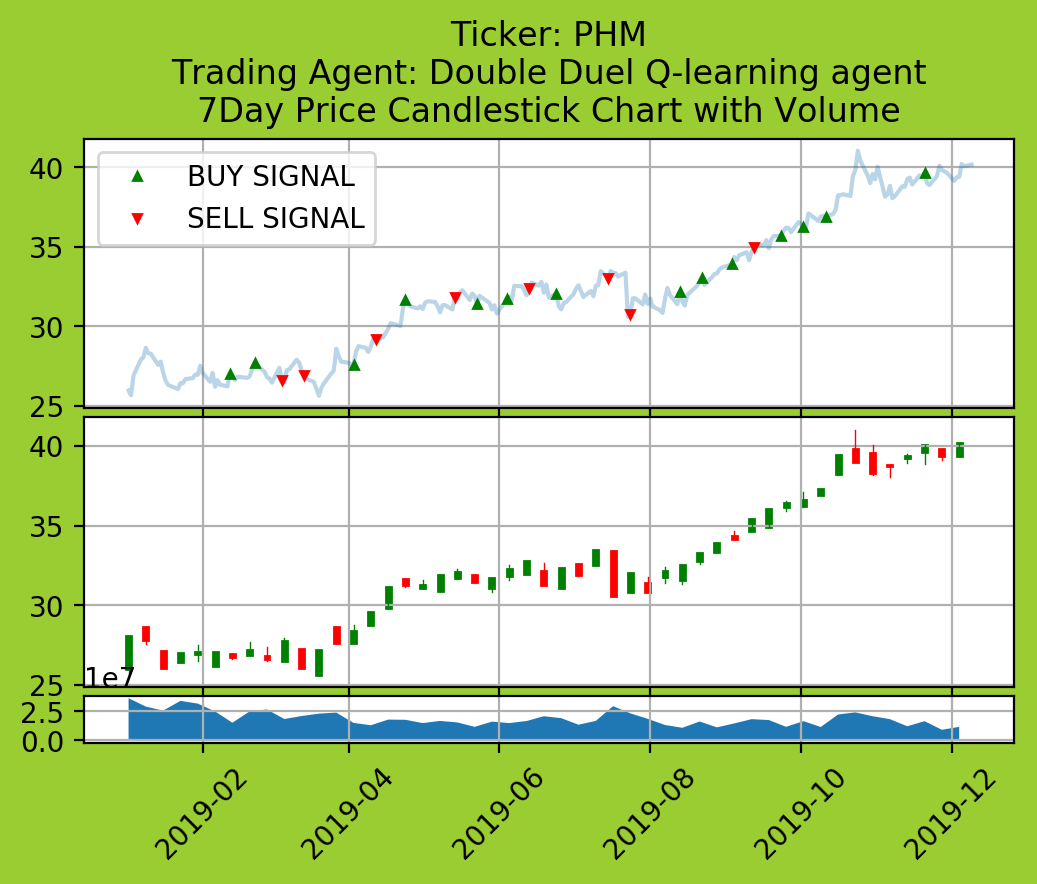 Ticker: PHM
Trading Agent: Double Duel Q-learning agent
7Day Price Candlestick Chart with Volume
BUY SIGNAL
SELL SIGNAL
40
35
30
25
40
35
30
25
1e7
2.5
0.0
2019-02
2019-04
2019-06
2019-08
2019-10
2019-12